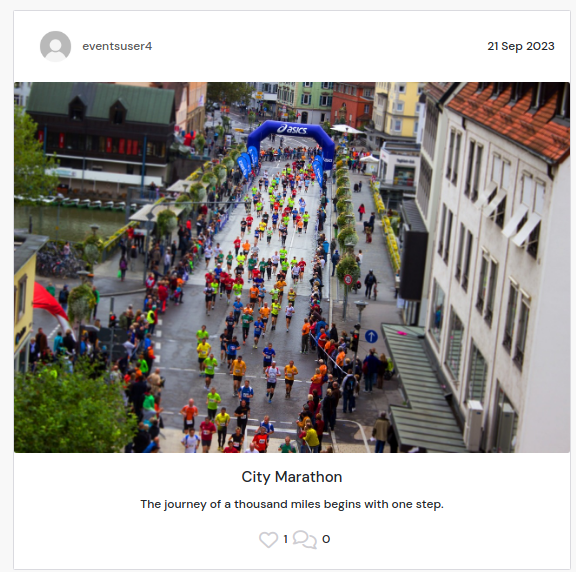 eventsuser4
21 Sep 2023
asics
City Marathon
The journey of a thousand miles begins with one step.
1
0